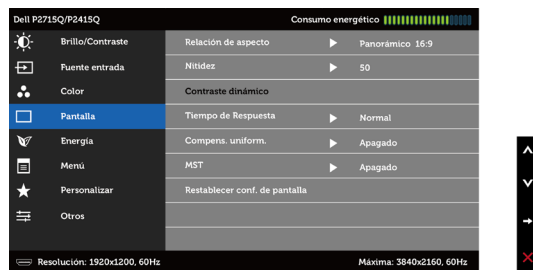 Dell P2715Q/P2415Q Consumo energético
Brillo/Contraste Relación de aspecto Panorámico 16:9
Fuente entrada Nitidez 50
Color Contraste dinámico
Pantalla Tiempo de Respuesta Normal
Energía Compens. uniform. Apagado
Menú MST Apagado
Personalizar Restablecer conf. de pantalla
Otros
Resolución: 1920x1200, 60Hz Máxima: 3840x2160, 60Hz